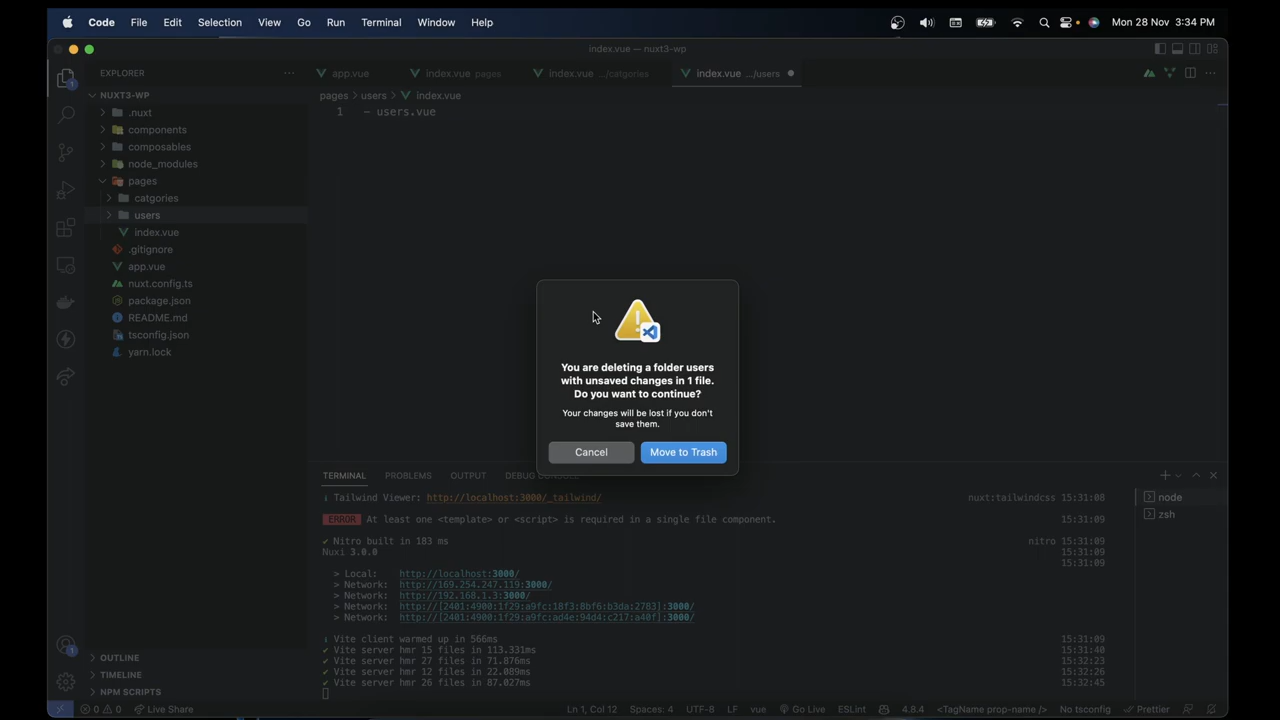 Code File Edit Selection View Go Run Terminal Window Help Mon 28 Nov 3:34 PM
index.vue — nuxt3-wp
EXPLORER
app.vue index.vue pages index.vue .../catgories index.vue .../users
NUXT3-WP
pages > users > index.vue
.nuxt
components
composables
node_modules
pages
catgories
users
index.vue
.gitignore
app.vue
nuxt.config.ts
package.json
README.md
tsconfig.json
yarn.lock
1 - users.vue
You are deleting a folder users
with unsaved changes in 1 file.
Do you want to continue?
Your changes will be lost if you don't
save them.
Cancel Move to Trash
TERMINAL PROBLEMS OUTPUT DEBUG CONSOLE
node
zsh
i Tailwind Viewer: http://localhost:3000/_tailwind/ nuxt:tailwindcss 15:31:08
ERROR At least one <template> or <script> is required in a single file component. 15:31:09
✔ Nitro built in 183 ms nitro 15:31:09
Nuxi 3.0.0 15:31:09
15:31:09
> Local: http://localhost:3000/
> Network: http://169.254.247.119:3000/
> Network: http://192.168.1.3:3000/
> Network: http://[2401:4900:1f29:a9fc:18f3:8bf6:b3da:2783]:3000/
> Network: http://[2401:4900:1f29:a9fc:ad4e:94d4:c217:a40f]:3000/
i Vite client warmed up in 566ms 15:31:09
✔ Vite server hmr 15 files in 113.331ms 15:31:40
✔ Vite server hmr 27 files in 71.876ms 15:32:23
✔ Vite server hmr 12 files in 22.089ms 15:32:26
✔ Vite server hmr 26 files in 87.027ms 15:32:45
OUTLINE
TIMELINE
NPM SCRIPTS
0 0 Live Share Ln 1, Col 12 Spaces: 4 UTF-8 LF vue Go Live ESLint 4.8.4 <TagName prop-name /> No tsconfig Prettier